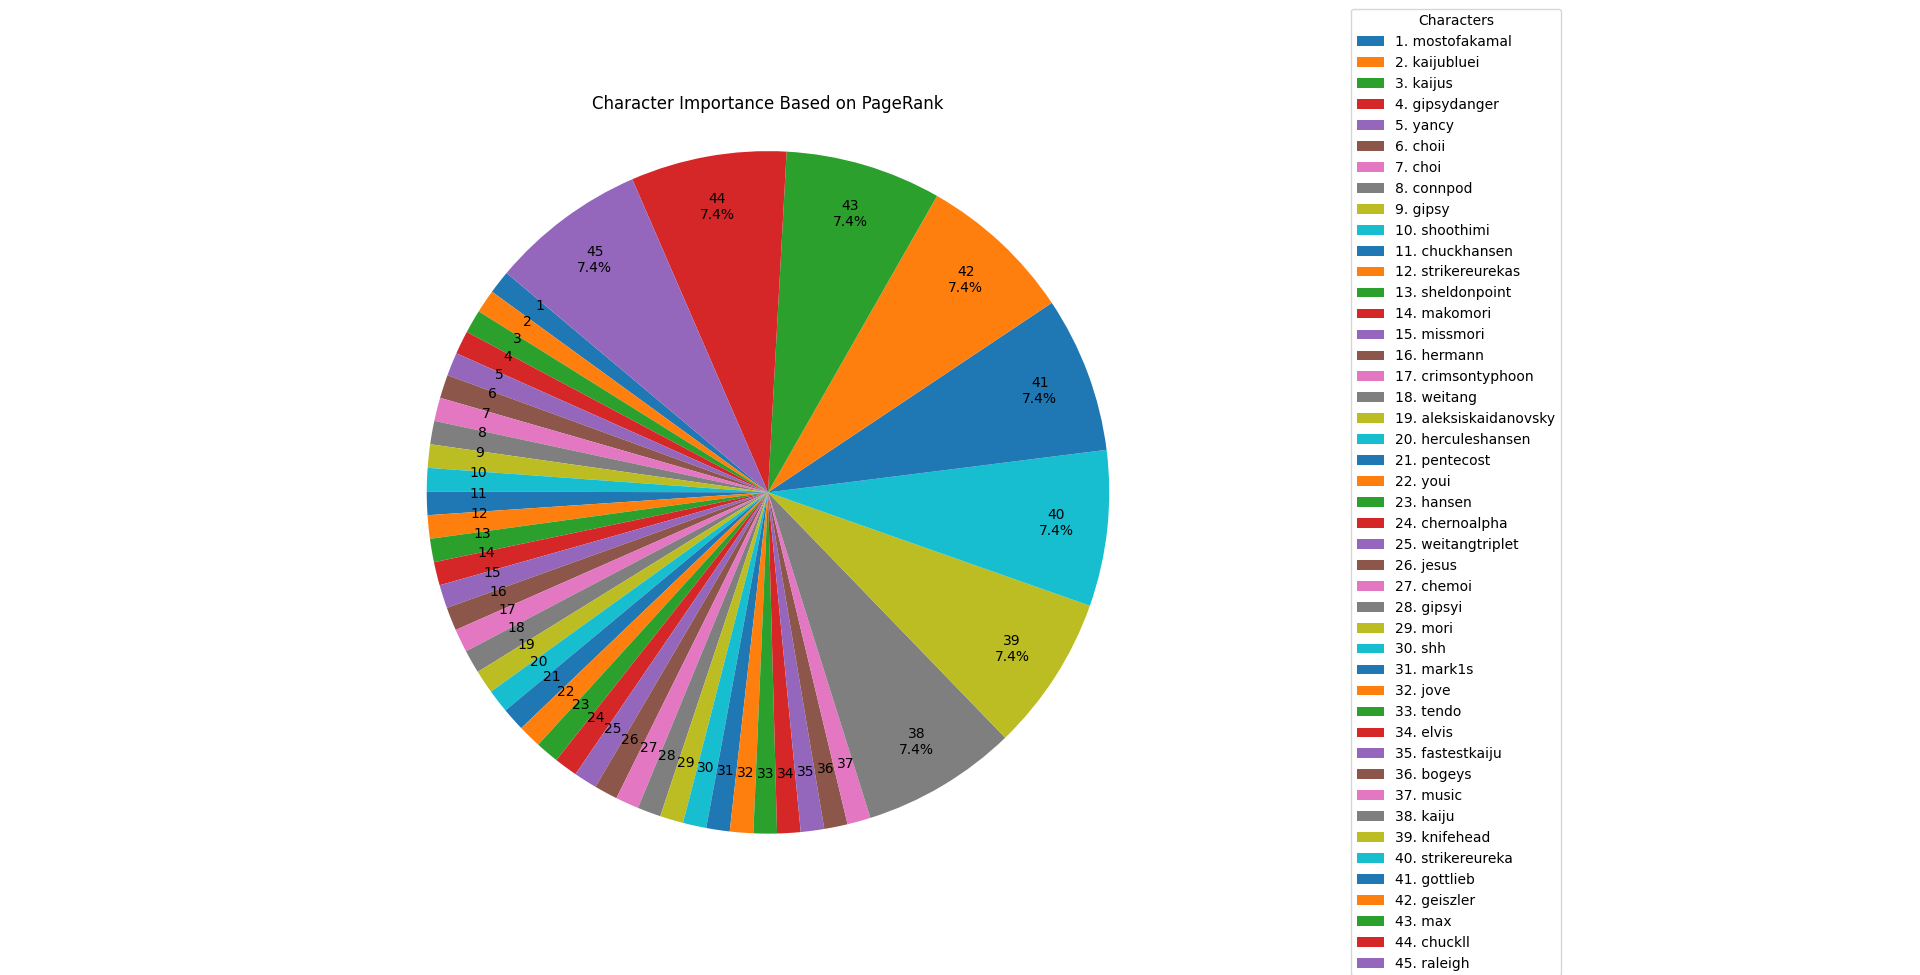 Character Importance Based on PageRank
44
7.4%
43
7.4%
45
7.4%
42
7.4%
41
7.4%
40
7.4%
39
7.4%
38
7.4%
1
2
3
4
5
6
7
8
9
10
11
12
13
14
15
16
17
18
19
20
21
22
23
24
25
26
27
28
29
30
31
32
33
34
35
36
37
Characters
1. mostofakamal
2. kaijubluei
3. kaijus
4. gipsydanger
5. yancy
6. choii
7. choi
8. connpod
9. gipsy
10. shoothimi
11. chuckhansen
12. strikereurekas
13. sheldonpoint
14. makomori
15. missmori
16. hermann
17. crimsontyphoon
18. weitang
19. aleksiskaidanovsky
20. herculeshansen
21. pentecost
22. youi
23. hansen
24. chernoalpha
25. weitangtriplet
26. jesus
27. chemoi
28. gipsyi
29. mori
30. shh
31. mark1s
32. jove
33. tendo
34. elvis
35. fastestkaiju
36. bogeys
37. music
38. kaiju
39. knifehead
40. strikereureka
41. gottlieb
42. geiszler
43. max
44. chuckll
45. raleigh